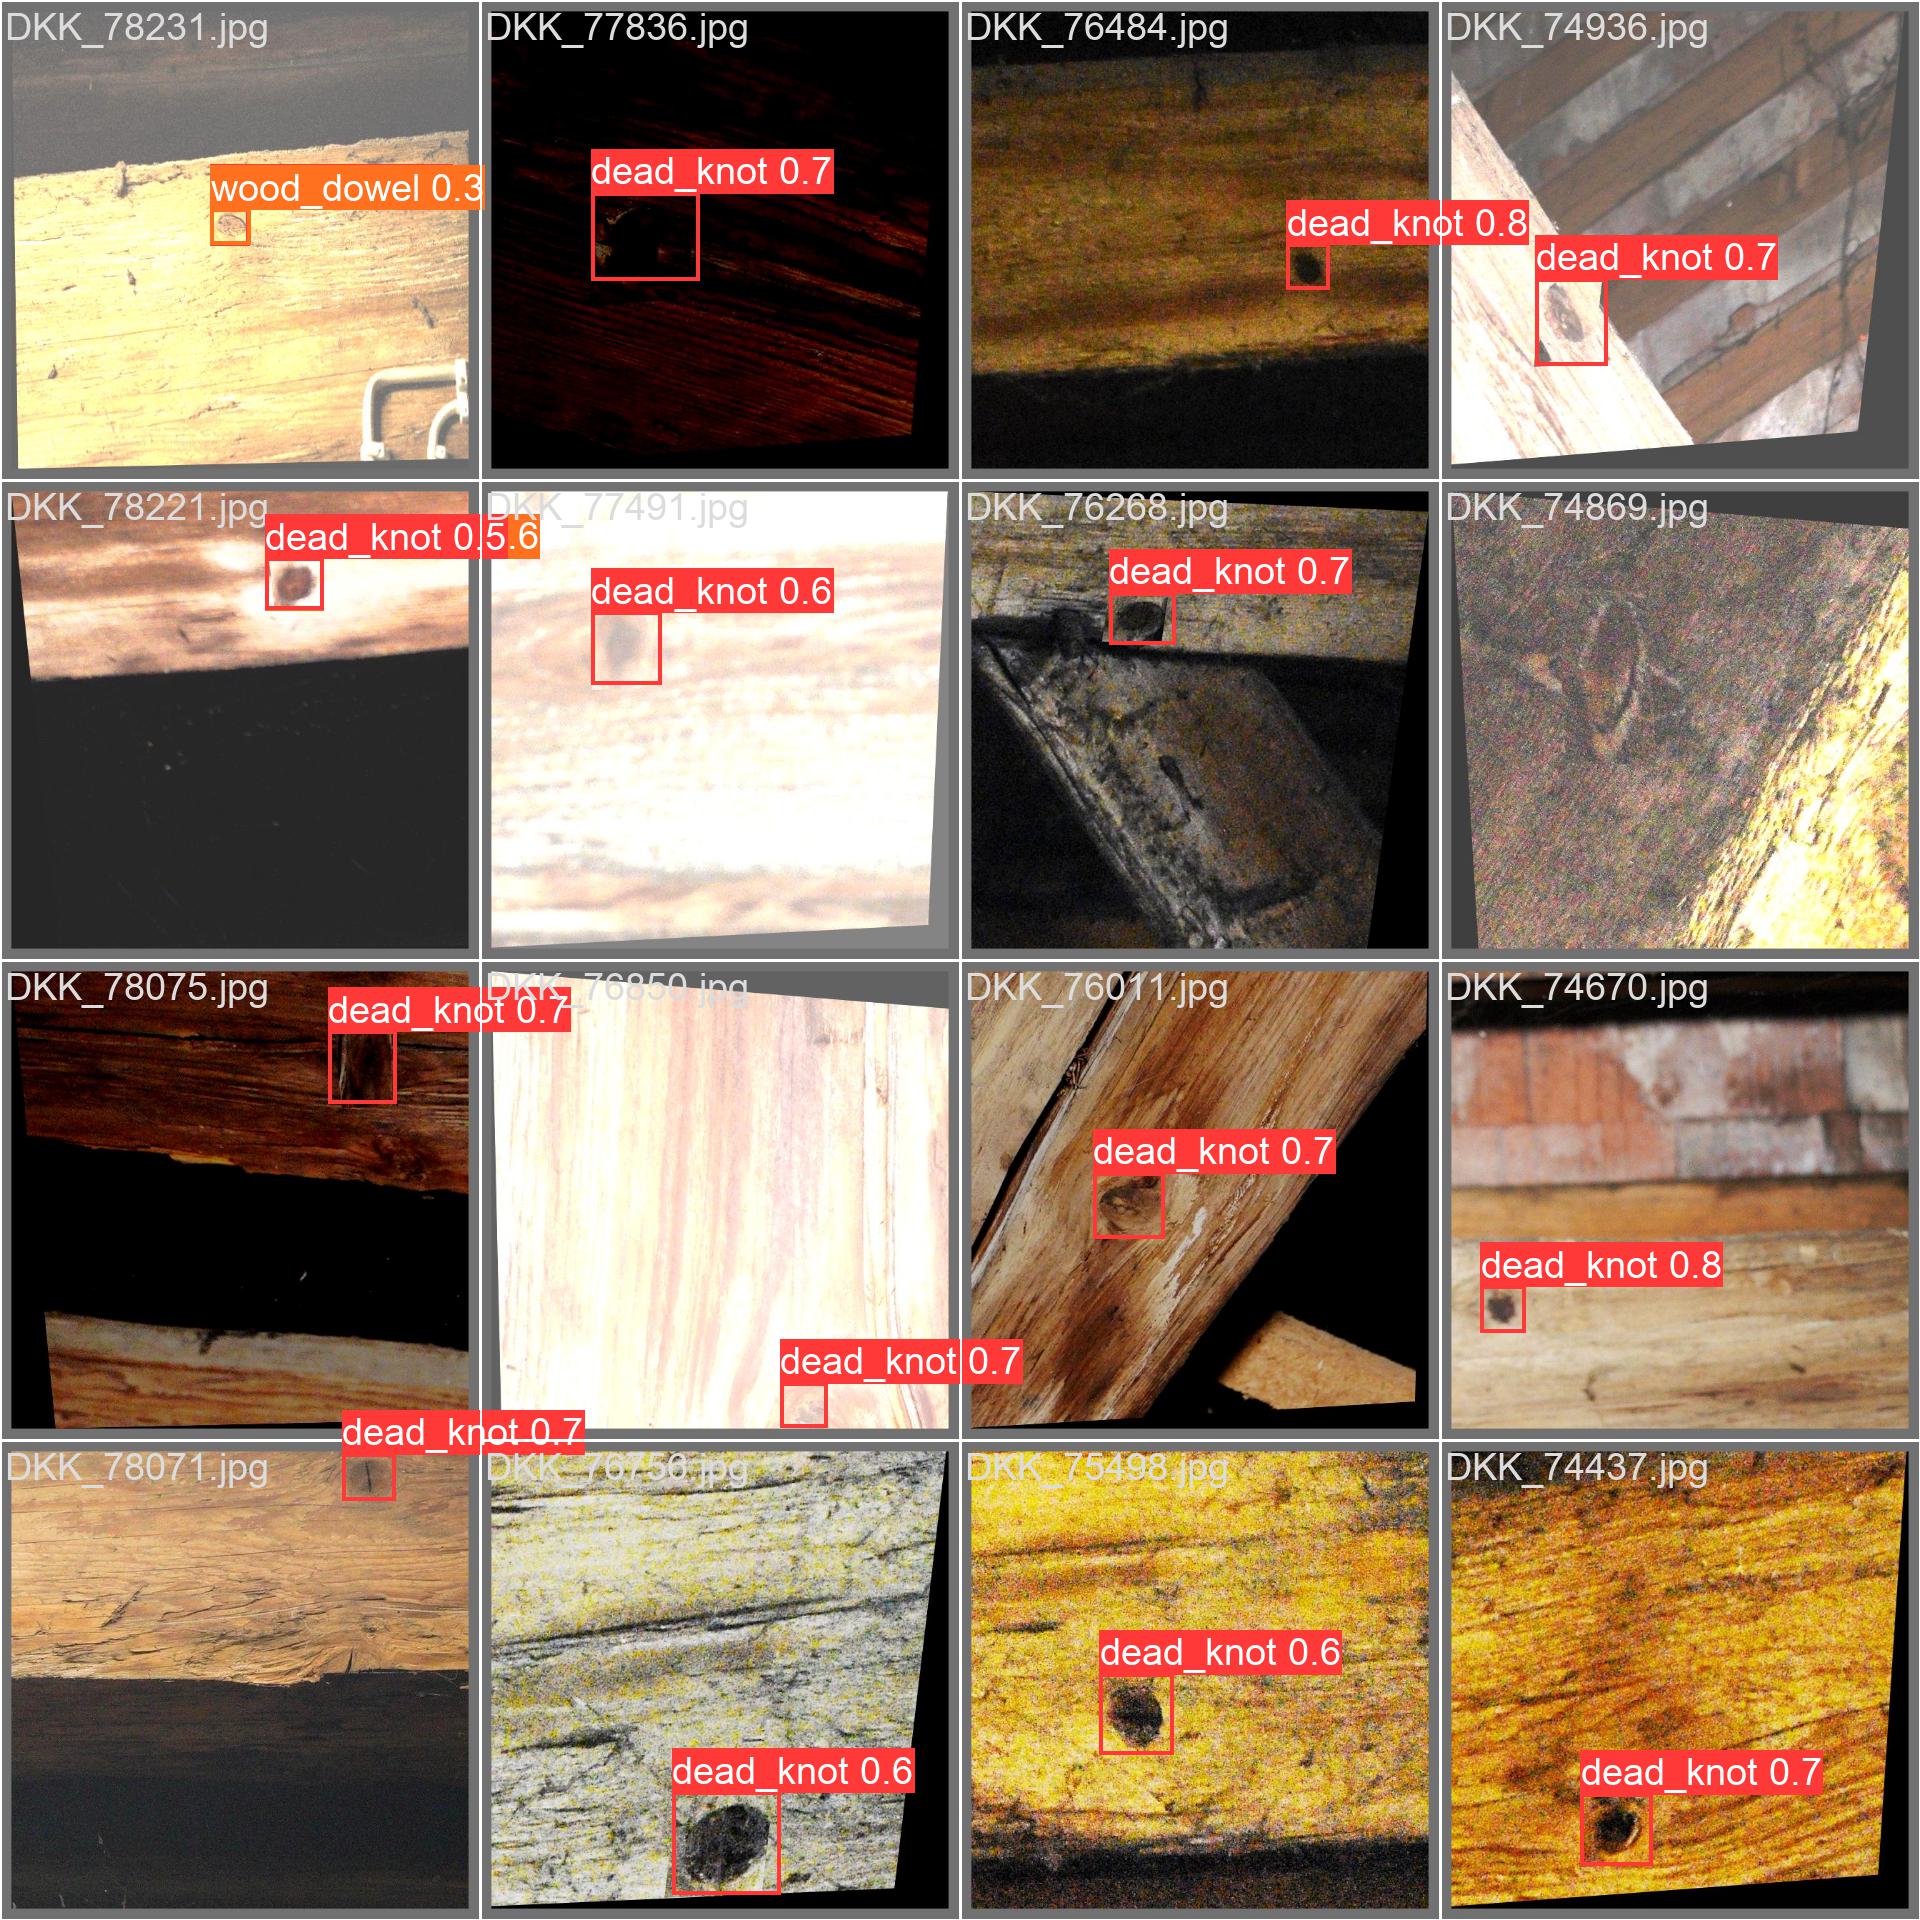 DKK_78231.jpg
wood_dowel 0.3
DKK_77836.jpg
dead_knot 0.7
DKK_76484.jpg
dead_knot 0.8
DKK_74936.jpg
dead_knot 0.7
DKK_78221.jpg
dead_knot 0.5
.6
DKK_77491.jpg
dead_knot 0.6
DKK_76268.jpg
dead_knot 0.7
DKK_74869.jpg
DKK_78075.jpg
dead_knot 0.7
DKK_76850.jpg
dead_knot 0.7
DKK_76011.jpg
dead_knot 0.7
DKK_74670.jpg
dead_knot 0.8
DKK_78071.jpg
dead_knot 0.7
DKK_76756.jpg
dead_knot 0.6
DKK_75498.jpg
dead_knot 0.6
DKK_74437.jpg
dead_knot 0.7